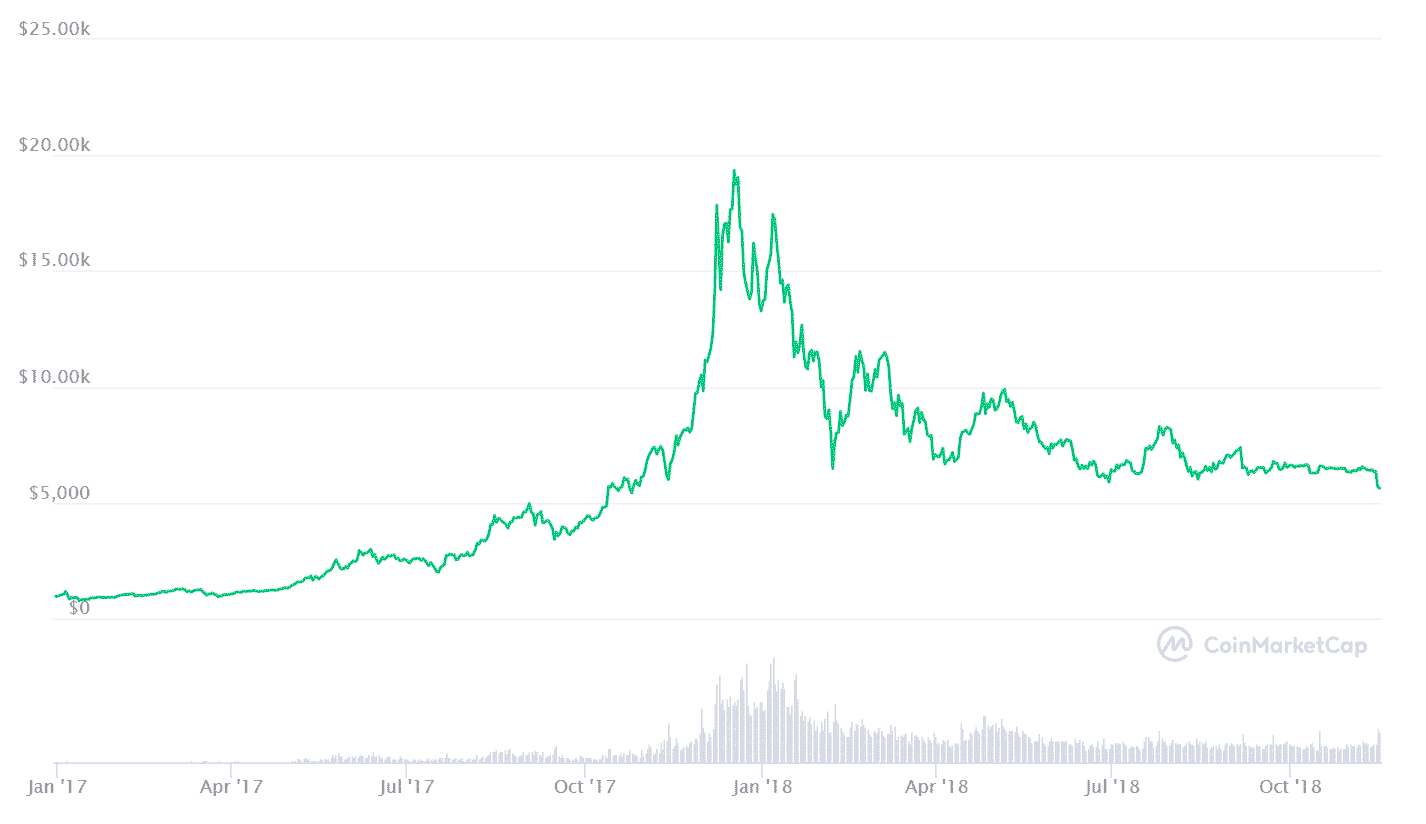 $25.00k
$20.00k
$15.00k
$10.00k
$5,000
$0
CoinMarketCap
Jan '17 Apr '17 Jul '17 Oct '17 Jan '18 Apr '18 Jul '18 Oct '18